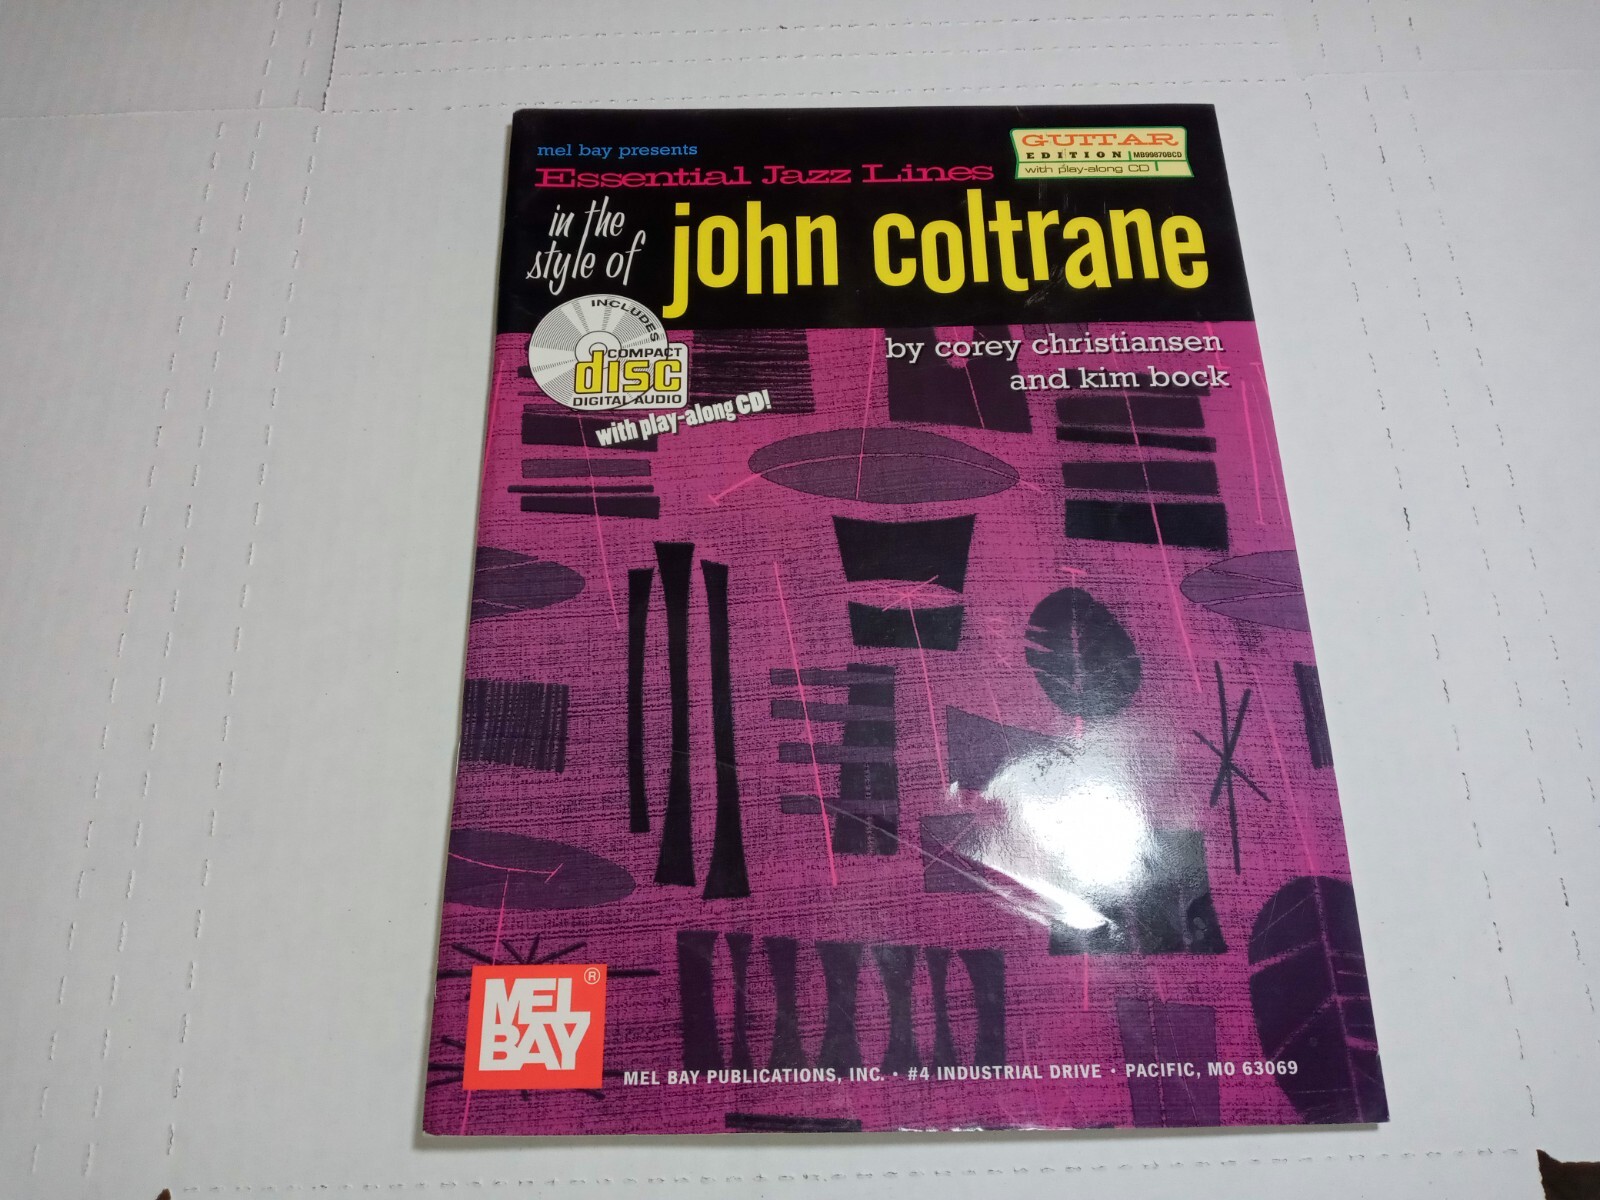 mel bay presents
Essential Jazz Lines
GUITAR
EDITION MB99870BCD
with play-along CD
in the
style of
john coltrane
INCLUDES
COMPACT
disc
DIGITAL AUDIO
with play-along CD!
by corey christiansen
and kim bock
MEL
BAY
®
MEL BAY PUBLICATIONS, INC. · #4 INDUSTRIAL DRIVE · PACIFIC, MO 63069